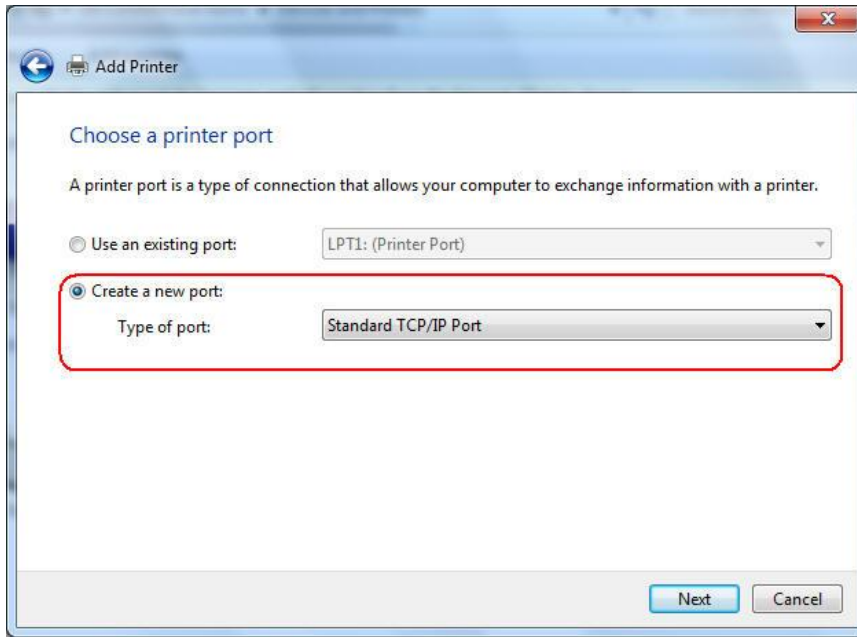 Add Printer
Choose a printer port
A printer port is a type of connection that allows your computer to exchange information with a printer.
Use an existing port: LPT1: (Printer Port)
Create a new port:
Type of port: Standard TCP/IP Port
Next Cancel